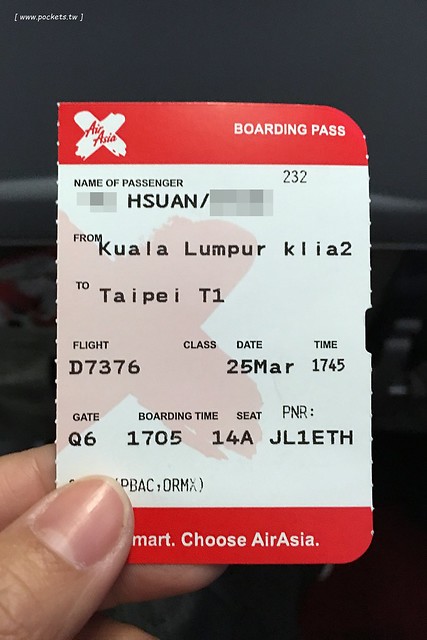 [ www.pockets.tw ]
Air
Asia
BOARDING PASS
232
NAME OF PASSENGER
HSUAN/
FROM
Kuala Lumpur klia2
TO
Taipei T1
FLIGHT CLASS DATE TIME
D7376 25Mar 1745
GATE BOARDING TIME SEAT PNR:
Q6 1705 14A JL1ETH
PBAC,ORMX)
mart. Choose AirAsia.